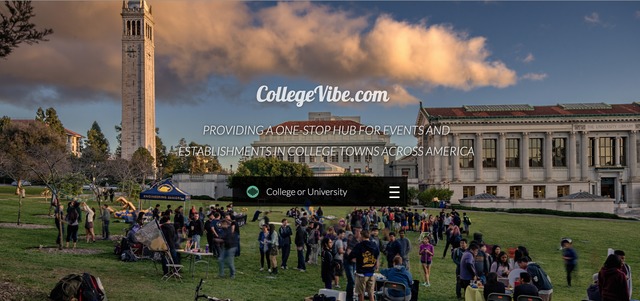 CollegeVibe.com
PROVIDING A ONE-STOP HUB FOR EVENTS AND
ESTABLISHMENTS IN COLLEGE TOWNS ACROSS AMERICA
College or University